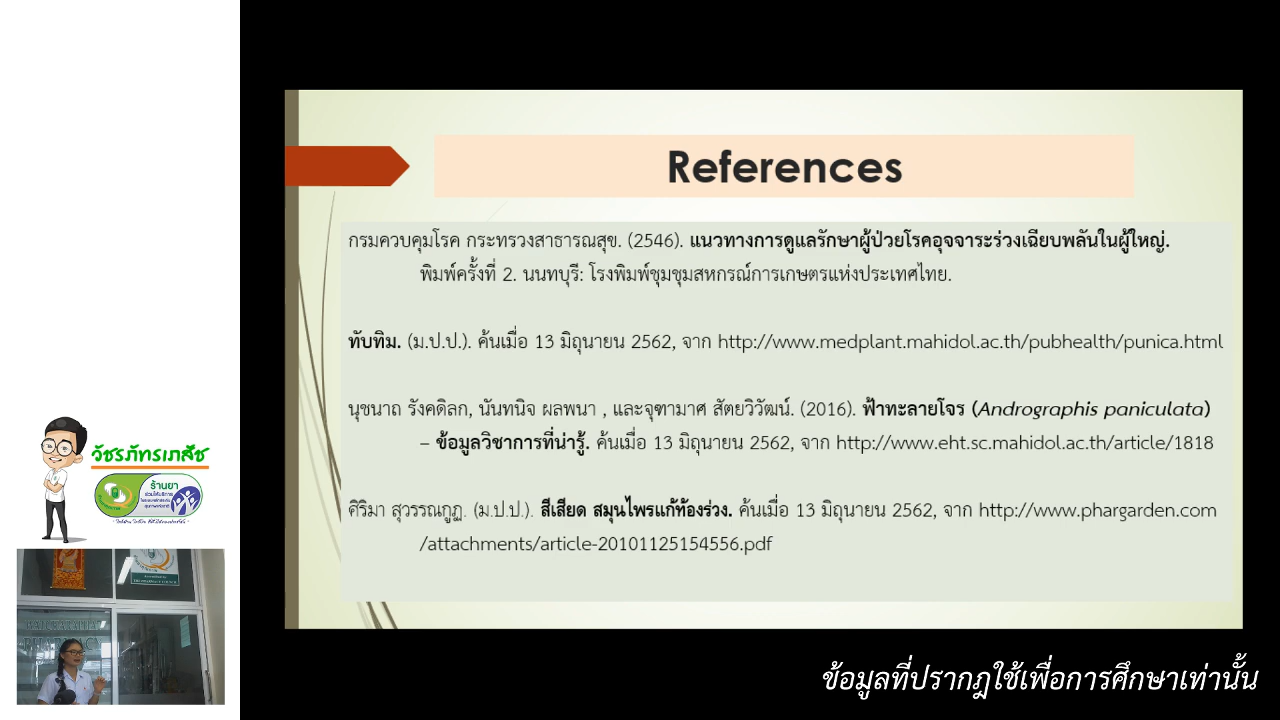 References
กรมควบคุมโรค กระทรวงสาธารณสุข. (2546). แนวทางการดูแลรักษาผู้ป่วยโรคอุจจาระร่วงเฉียบพลันในผู้ใหญ่.
พิมพ์ครั้งที่ 2. นนทบุรี: โรงพิมพ์ชุมชุมสหกรณ์การเกษตรแห่งประเทศไทย.
ทับทิม. (ม.ป.ป.). ค้นเมื่อ 13 มิถุนายน 2562, จาก http://www.medplant.mahidol.ac.th/pubhealth/punica.html
นุชนาถ รังคดิลก, นันทนิจ ผลพนา , และจุฑามาศ สัตยวิวัฒน์. (2016). ฟ้าทะลายโจร (Andrographis paniculata)
– ข้อมูลวิชาการที่น่ารู้. ค้นเมื่อ 13 มิถุนายน 2562, จาก http://www.eht.sc.mahidol.ac.th/article/1818
ศิริมา สุวรรณกูฏ. (ม.ป.ป.). สีเสียด สมุนไพรแก้ท้องร่วง. ค้นเมื่อ 13 มิถุนายน 2562, จาก http://www.phargarden.com
/attachments/article-20101125154556.pdf
วัชรภัทรเภสัช
ร้านยา
ข้อมูลที่ปรากฎใช้เพื่อการศึกษาเท่านั้น